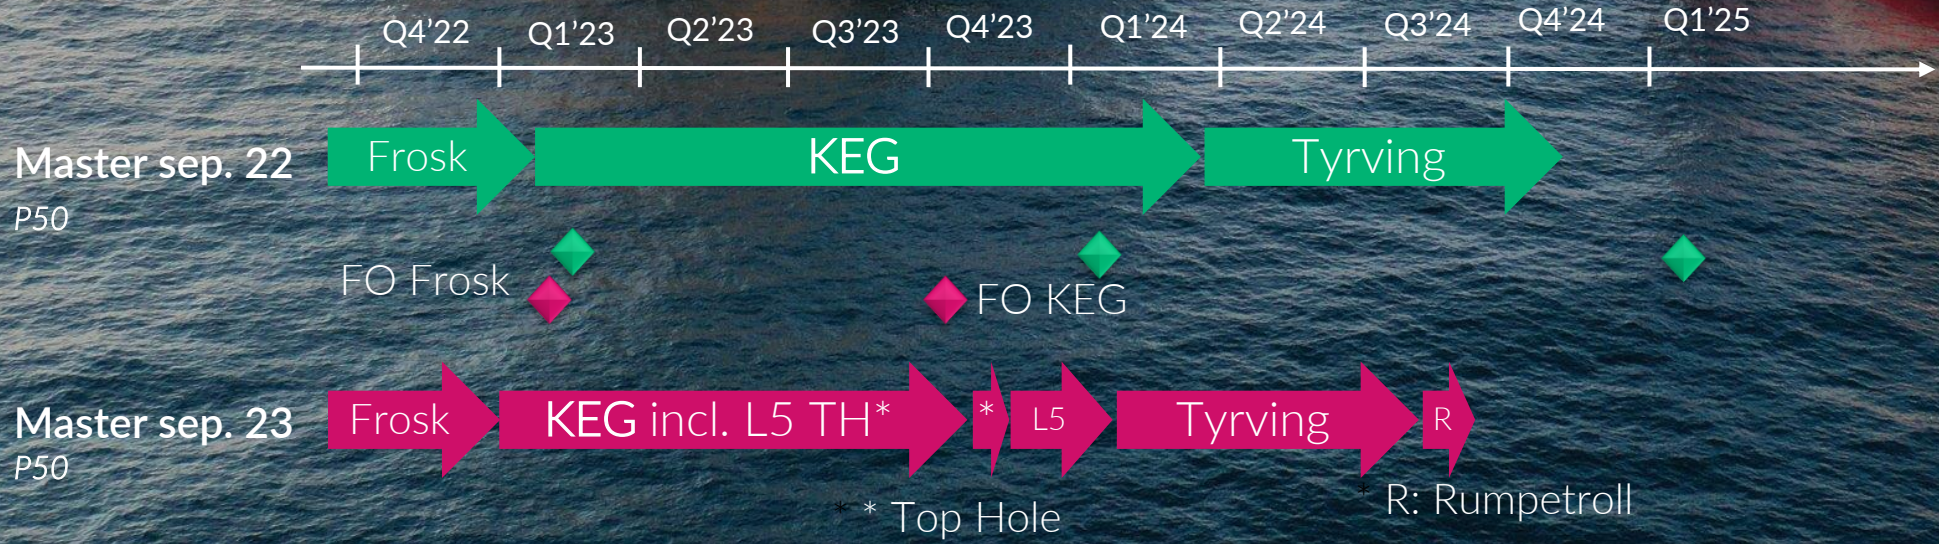 Q4’22 Q1’23 Q2’23 Q3’23 Q4’23 Q1’24 Q2’24 Q3’24 Q4’24 Q1’25
Master sep. 22
P50
Frosk
KEG
Tyrving
FO Frosk
FO KEG
Master sep. 23
P50
Frosk
KEG incl. L5 TH*
*
L5
Tyrving
R
* * Top Hole
* R: Rumpetroll